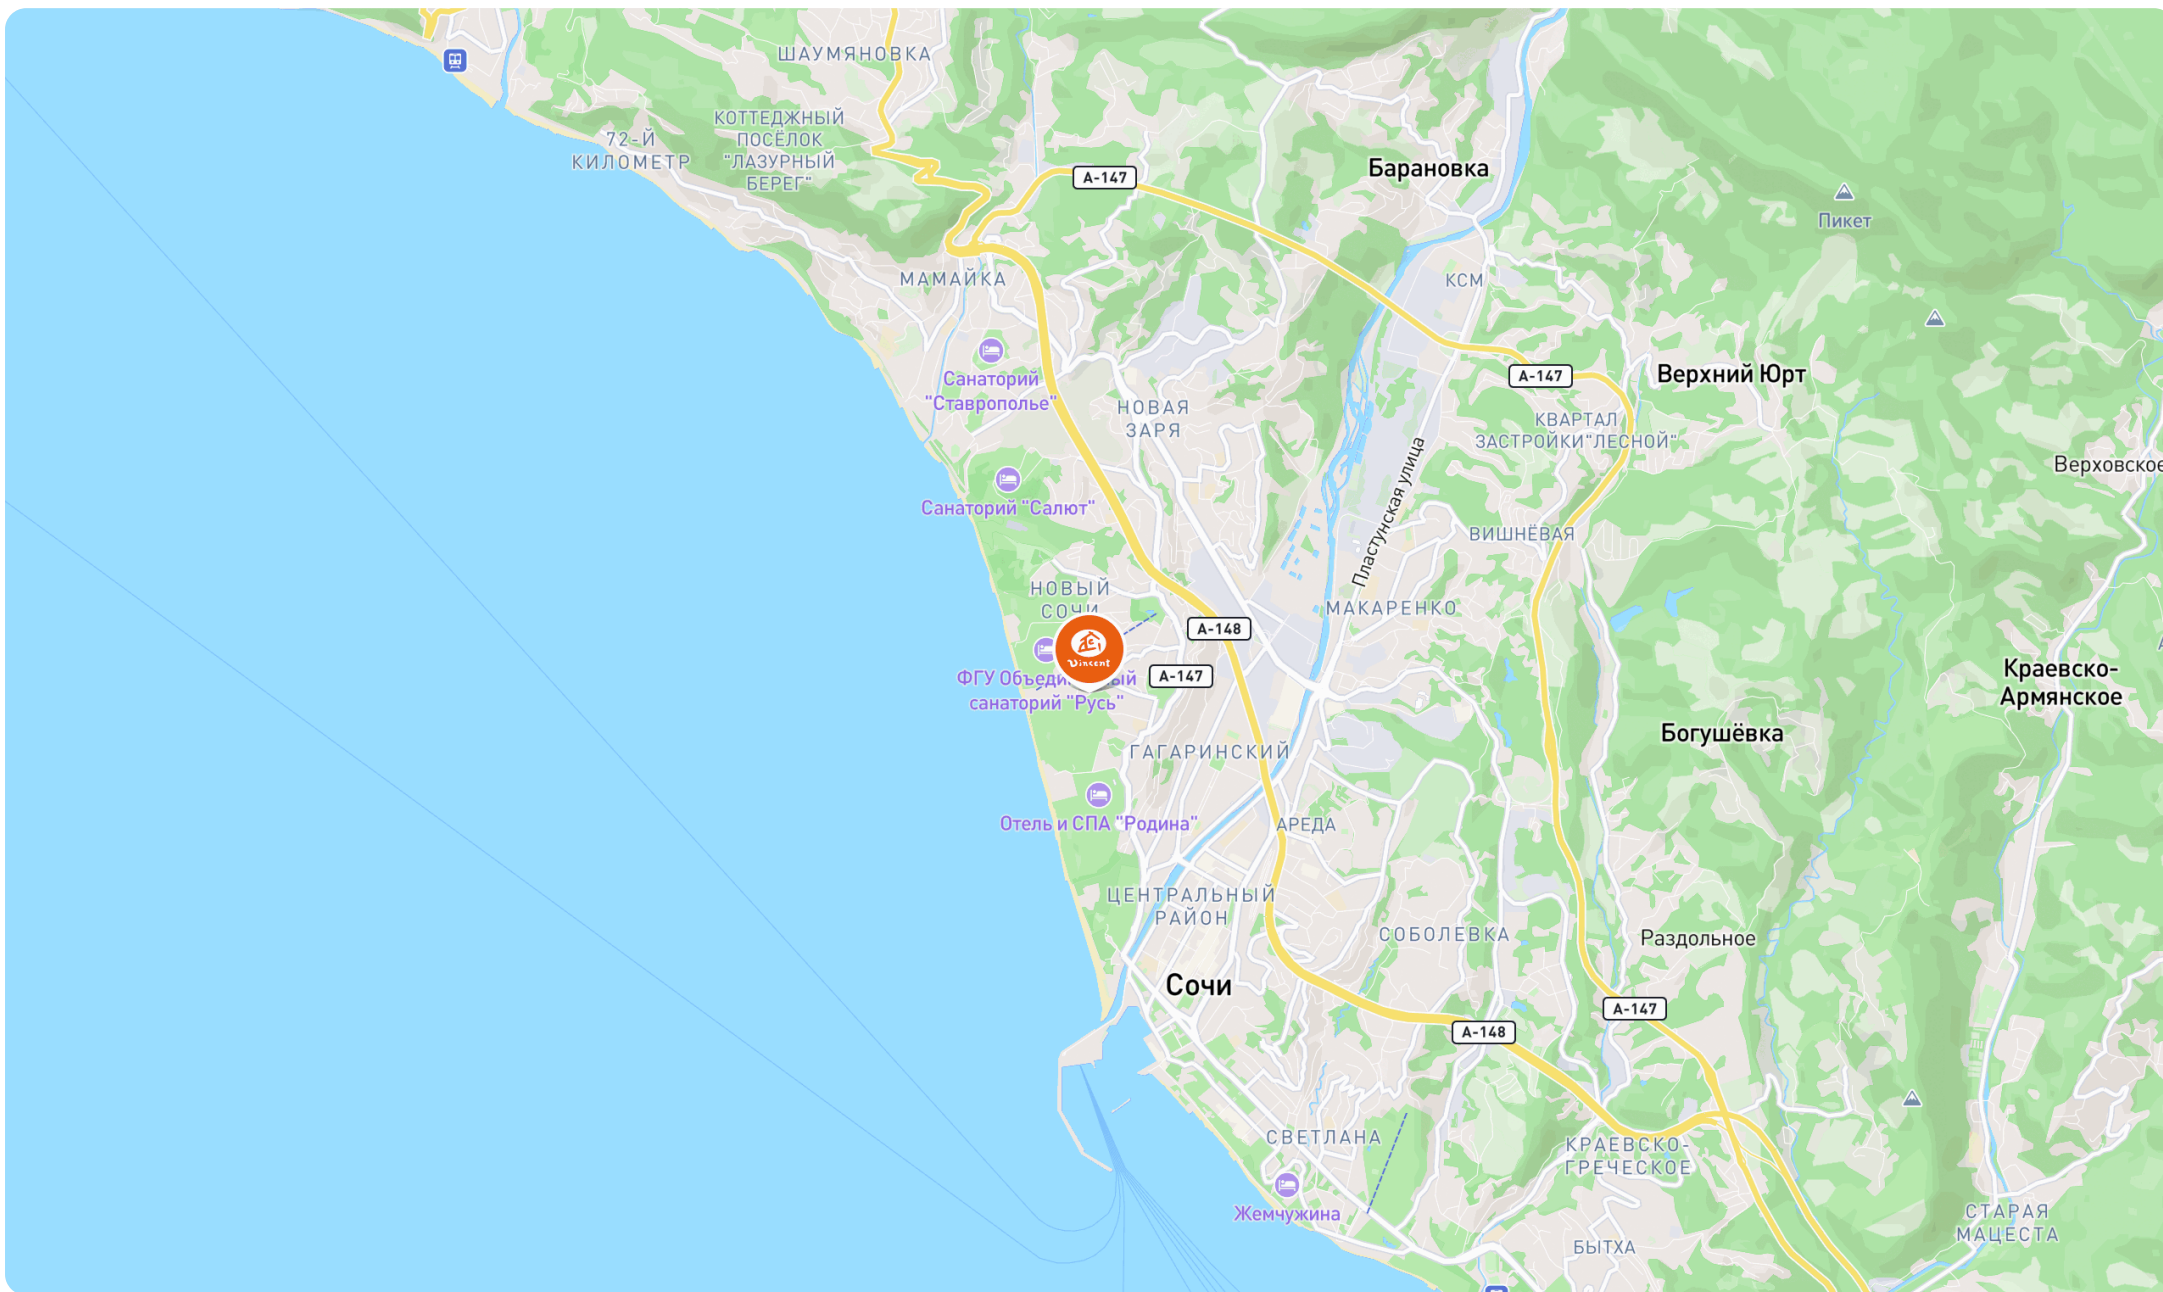 ШАУМЯНОВКА
КОТТЕДЖНЫЙ
ПОСЁЛОК
"ЛАЗУРНЫЙ
БЕРЕГ"
72-Й
КИЛОМЕТР
А-147
Барановка
Пикет
МАМАЙКА
КСМ
Санаторий
"Ставрополье"
НОВАЯ
ЗАРЯ
А-147
Верхний Юрт
КВАРТАЛ
ЗАСТРОЙКИ"ЛЕСНОЙ"
Верховское
Пластунская улица
Санаторий "Салют"
ВИШНЁВАЯ
НОВЫЙ
СОЧИ
МАКАРЕНКО
А-148
Vincent
А-147
ФГУ Объединённый
санаторий "Русь"
Краевско-
Армянское
Богушёвка
ГАГАРИНСКИЙ
Отель и СПА "Родина"
АРЕДА
ЦЕНТРАЛЬНЫЙ
РАЙОН
СОБОЛЕВКА
Раздольное
Сочи
А-147
А-148
СВЕТЛАНА
КРАЕВСКО-
ГРЕЧЕСКОЕ
Жемчужина
СТАРАЯ
МАЦЕСТА
БЫТХА